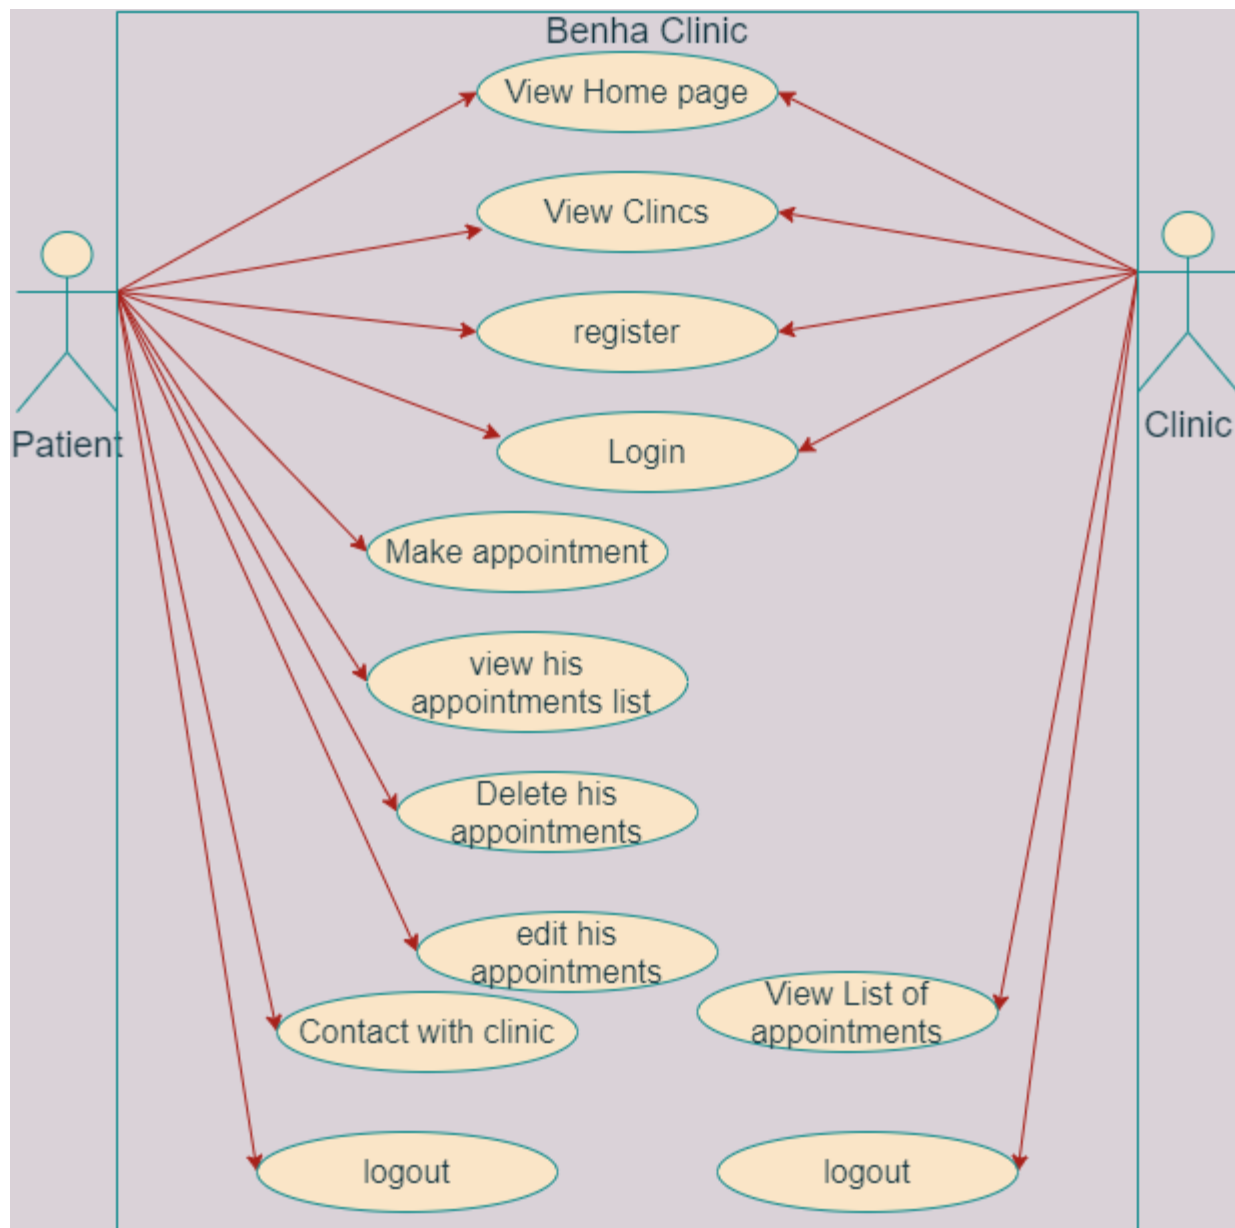 Benha Clinic
View Home page
View Clincs
register
Patient
Clinic
Login
Make appointment
view his
appointments list
Delete his
appointments
edit his
appointments
View List of
appointments
Contact with clinic
logout
logout